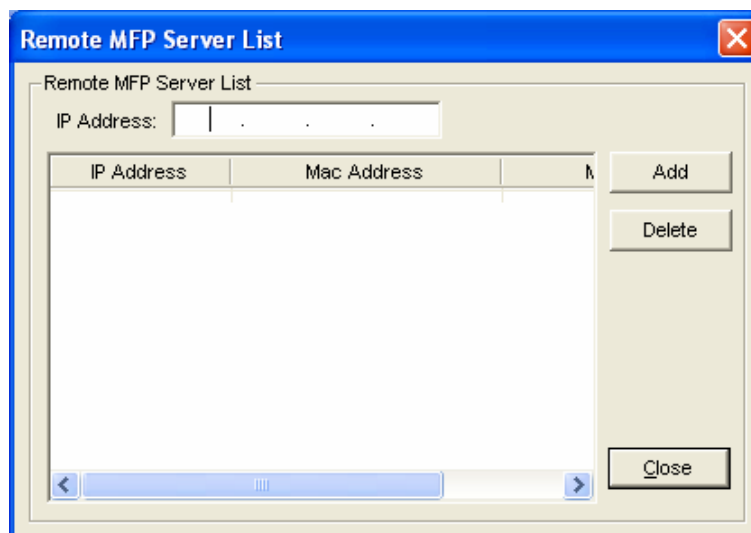 Remote MFP Server List
Remote MFP Server List
IP Address: . . .
IP Address Mac Address
Add
Delete
Close